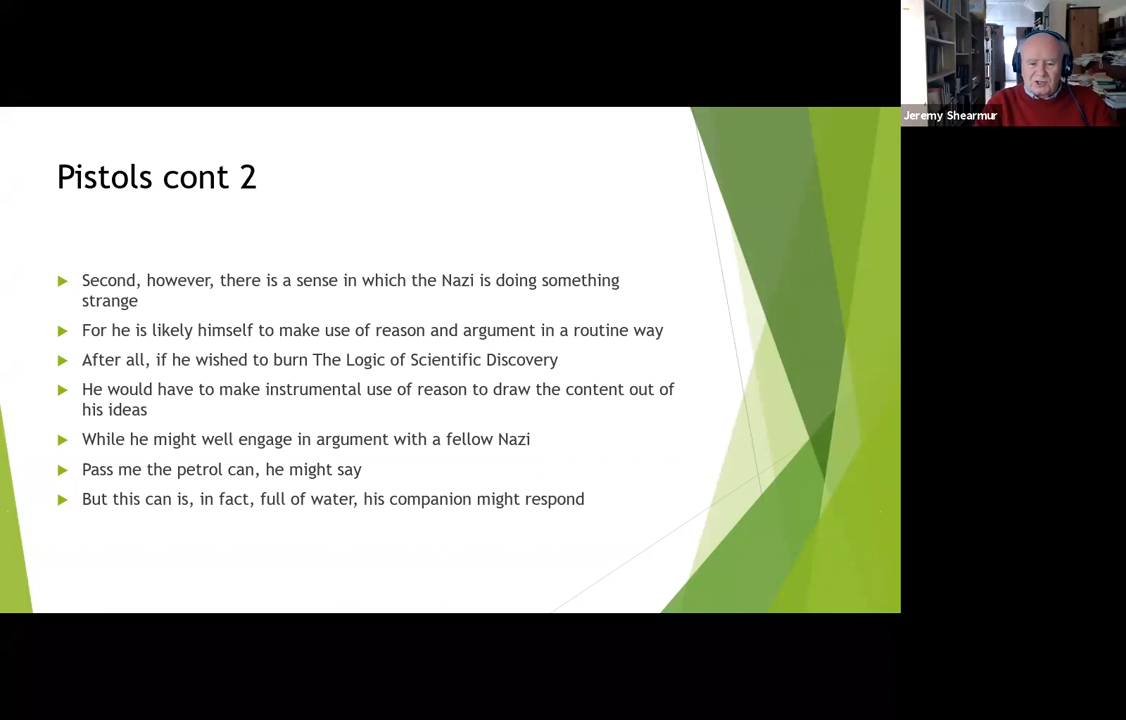 Jeremy Shearmur
Pistols cont 2
Second, however, there is a sense in which the Nazi is doing something
strange
For he is likely himself to make use of reason and argument in a routine way
After all, if he wished to burn The Logic of Scientific Discovery
He would have to make instrumental use of reason to draw the content out of
his ideas
While he might well engage in argument with a fellow Nazi
Pass me the petrol can, he might say
But this can is, in fact, full of water, his companion might respond